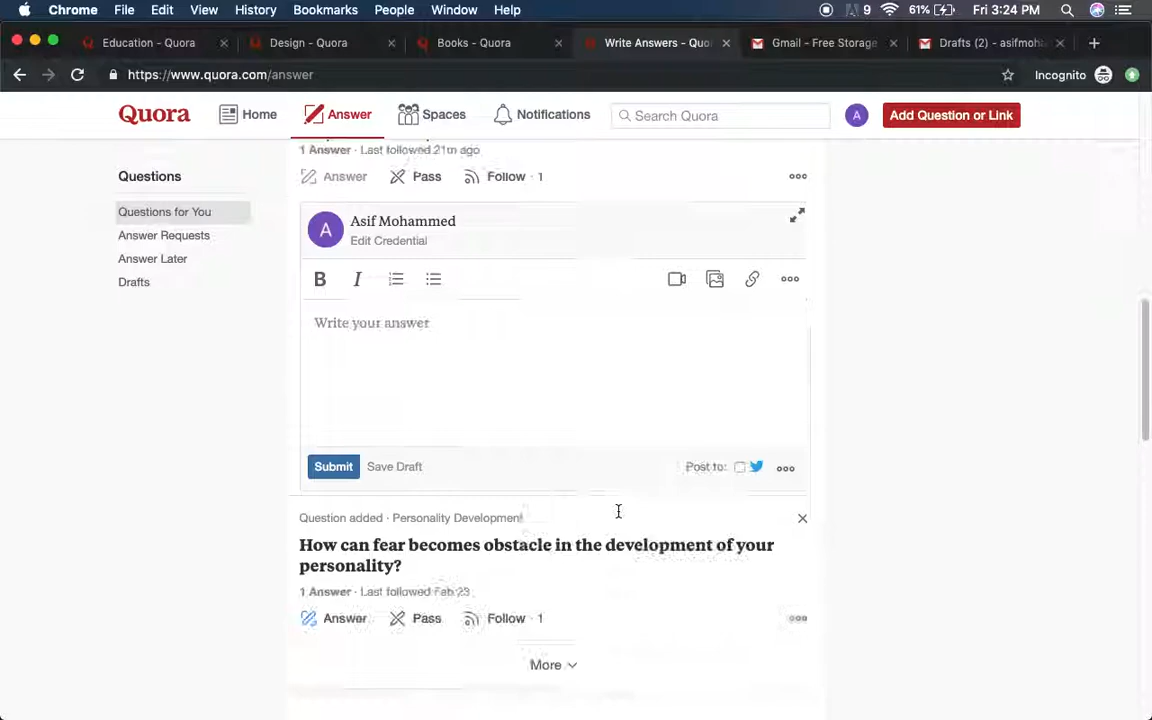 Chrome File Edit View History Bookmarks People Window Help 9 61% Fri 3:24 PM
Education - Quora Design - Quora Books - Quora Write Answers - Quo Gmail - Free Storage Drafts (2) - asifmoh
https://www.quora.com/answer Incognito
Quora Home Answer Spaces Notifications Search Quora A Add Question or Link
1 Answer · Last followed 21m ago
Questions
Answer Pass Follow · 1
Questions for You
Answer Requests
Answer Later
Drafts
A Asif Mohammed
Edit Credential
B I
Write your answer
Submit Save Draft Post to:
Question added · Personality Development
How can fear becomes obstacle in the development of your
personality?
1 Answer · Last followed Feb 23
Answer Pass Follow · 1
More